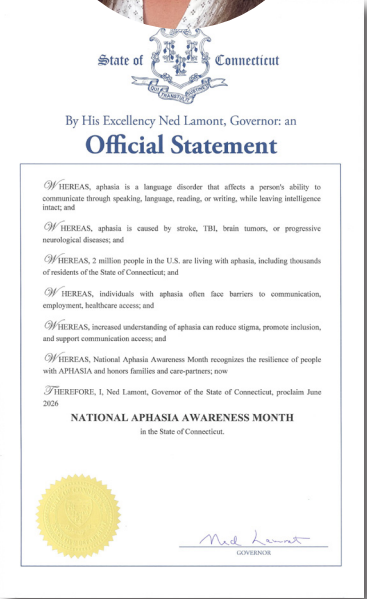 State of Connecticut
QUI TRANSTULIT SUSTINET
By His Excellency Ned Lamont, Governor: an
Official Statement
WHEREAS, aphasia is a language disorder that affects a person's ability to
communicate through speaking, language, reading, or writing, while leaving intelligence
intact; and
WHEREAS, aphasia is caused by stroke, TBI, brain tumors, or progressive
neurological diseases; and
WHEREAS, 2 million people in the U.S. are living with aphasia, including thousands
of residents of the State of Connecticut; and
WHEREAS, individuals with aphasia often face barriers to communication,
employment, healthcare access; and
WHEREAS, increased understanding of aphasia can reduce stigma, promote inclusion,
and support communication access; and
WHEREAS, National Aphasia Awareness Month recognizes the resilience of people
with APHASIA and honors families and care-partners; now
THEREFORE, I, Ned Lamont, Governor of the State of Connecticut, proclaim June
2026
NATIONAL APHASIA AWARENESS MONTH
in the State of Connecticut.
Ned Lamont
GOVERNOR